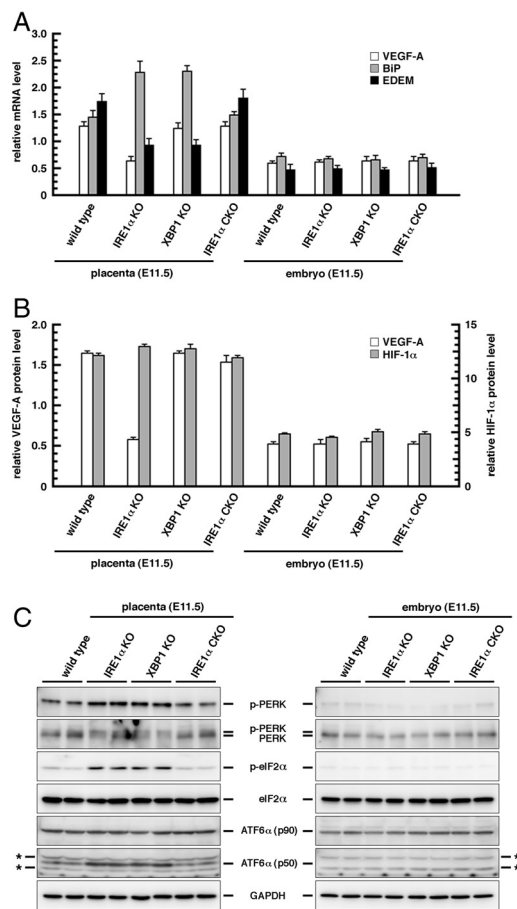 A
relative mRNA level
3.0
2.5
2.0
1.5
1.0
0.5
0
VEGF-A
BiP
EDEM
wild type
IRE1α KO
XBP1 KO
IRE1α CKO
wild type
IRE1α KO
XBP1 KO
IRE1α CKO
placenta (E11.5)
embryo (E11.5)
B
relative VEGF-A protein level
2.0
1.5
1.0
0.5
0
VEGF-A
HIF-1α
15
10
5
0
relative HIF-1α protein level
wild type
IRE1α KO
XBP1 KO
IRE1α CKO
wild type
IRE1α KO
XBP1 KO
IRE1α CKO
placenta (E11.5)
embryo (E11.5)
C
placenta (E11.5)
embryo (E11.5)
wild type
IRE1α KO
XBP1 KO
IRE1α CKO
wild type
IRE1α KO
XBP1 KO
IRE1α CKO
p-PERK
p-PERK
PERK
p-eIF2α
eIF2α
ATF6α (p90)
* ATF6α (p50) *
* *
GAPDH